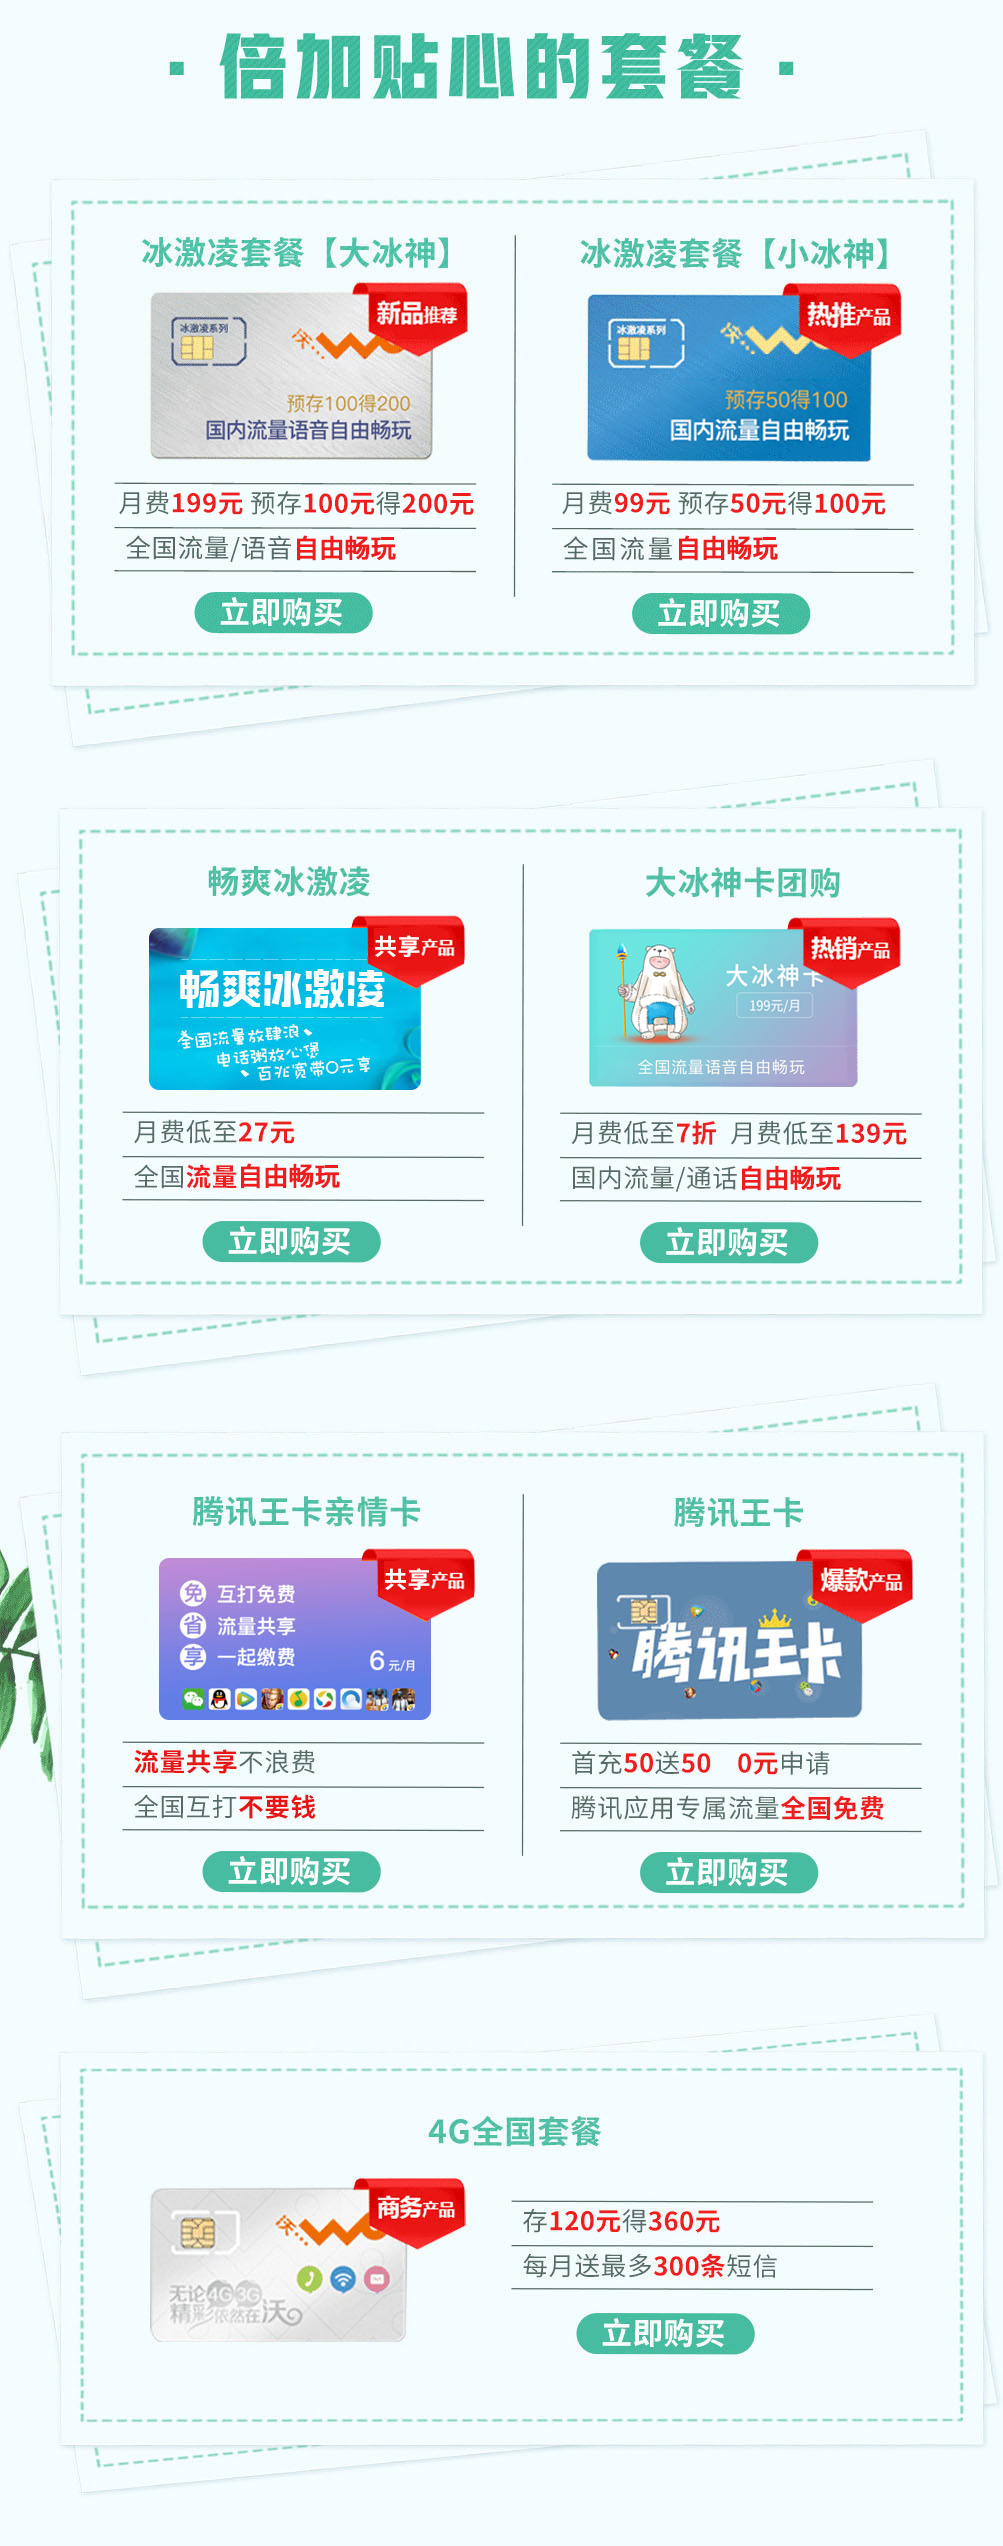 · 倍加贴心的套餐 ·
冰激凌套餐【大冰神】
新品推荐
冰激凌系列
沃...
预存100得200
国内流量语音自由畅玩
月费199元 预存100元得200元
全国流量/语音自由畅玩
立即购买
冰激凌套餐【小冰神】
热推产品
冰激凌系列
沃...
预存50得100
国内流量自由畅玩
月费99元 预存50元得100元
全国流量自由畅玩
立即购买
畅爽冰激凌
共享产品
畅爽冰激凌
全国流量放肆浪、
电话粥放心煲
、百兆宽带0元享
月费低至27元
全国流量自由畅玩
立即购买
大冰神卡团购
热销产品
大冰神卡
199元/月
全国流量语音自由畅玩
月费低至7折 月费低至139元
国内流量/通话自由畅玩
立即购买
腾讯王卡亲情卡
共享产品
免 互打免费
省 流量共享
享 一起缴费
6元/月
流量共享不浪费
全国互打不要钱
立即购买
腾讯王卡
爆款产品
腾讯王卡
首充50送50 0元申请
腾讯应用专属流量全国免费
立即购买
4G全国套餐
商务产品
沃...
无论4G3G
精彩依然在沃
存120元得360元
每月送最多300条短信
立即购买